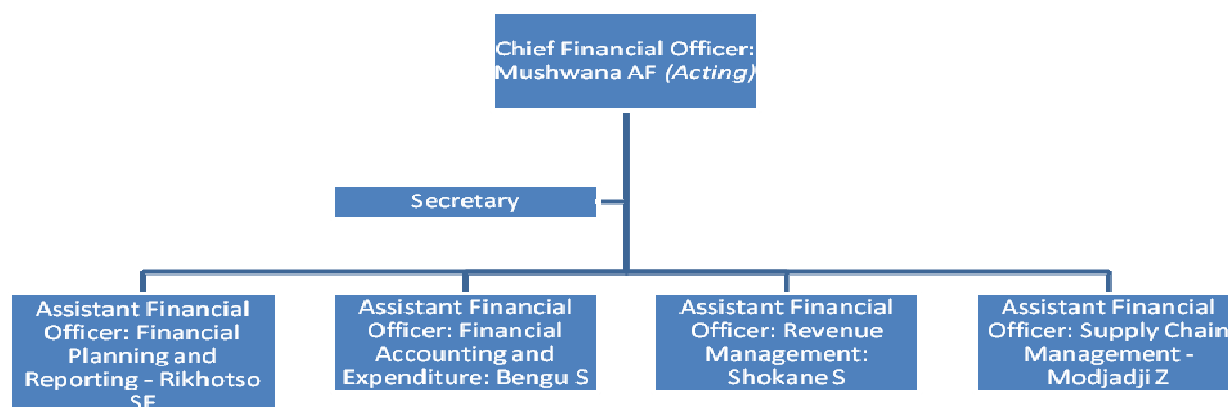 Chief Financial Officer:
Mushwana AF (Acting)
Secretary
Assistant Financial
Officer: Financial
Planning and
Reporting - Rikhotso
SF
Assistant Financial
Officer: Financial
Accounting and
Expenditure: Bengu S
Assistant Financial
Officer: Revenue
Management:
Shokane S
Assistant Financial
Officer: Supply Chain
Management -
Modjadji Z